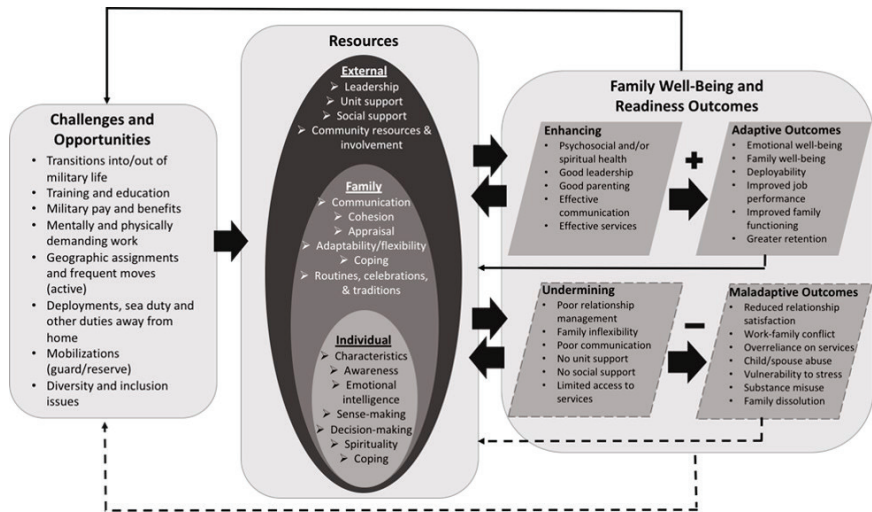 Challenges and
Opportunities
• Transitions into/out of
military life
• Training and education
• Military pay and benefits
• Mentally and physically
demanding work
• Geographic assignments
and frequent moves
(active)
• Deployments, sea duty and
other duties away from
home
• Mobilizations
(guard/reserve)
• Diversity and inclusion
issues
Resources
External
➢ Leadership
➢ Unit support
➢ Social support
➢ Community resources &
involvement
Family
➢ Communication
➢ Cohesion
➢ Appraisal
➢ Adaptability/flexibility
➢ Coping
➢ Routines, celebrations,
& traditions
Individual
➢ Characteristics
➢ Awareness
➢ Emotional
intelligence
➢ Sense-making
➢ Decision-making
➢ Spirituality
➢ Coping
Family Well-Being and
Readiness Outcomes
Enhancing
• Psychosocial and/or
spiritual health
• Good leadership
• Good parenting
• Effective
communication
• Effective services
+
Adaptive Outcomes
• Emotional well-being
• Family well-being
• Deployability
• Improved job
performance
• Improved family
functioning
• Greater retention
Undermining
• Poor relationship
management
• Family inflexibility
• Poor communication
• No unit support
• No social support
• Limited access to
services
–
Maladaptive Outcomes
• Reduced relationship
satisfaction
• Work-family conflict
• Overreliance on services
• Child/spouse abuse
• Vulnerability to stress
• Substance misuse
• Family dissolution